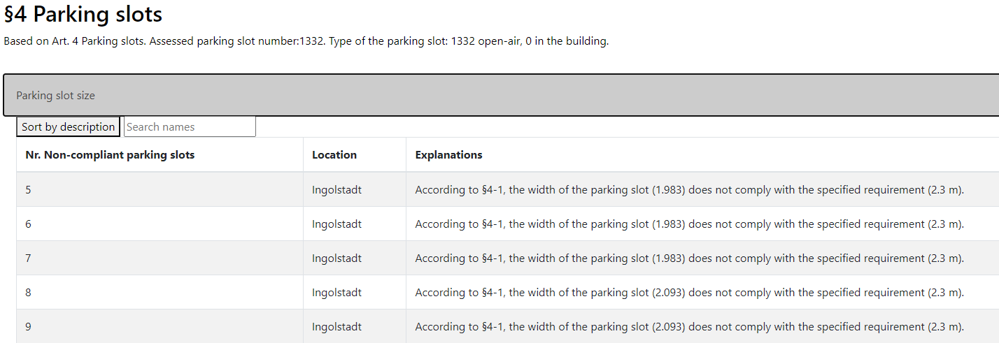 §4 Parking slots
Based on Art. 4 Parking slots. Assessed parking slot number:1332. Type of the parking slot: 1332 open-air, 0 in the building.
Parking slot size
Sort by description Search names
Nr. Non-compliant parking slots Location Explanations
5 Ingolstadt According to §4-1, the width of the parking slot (1.983) does not comply with the specified requirement (2.3 m).
6 Ingolstadt According to §4-1, the width of the parking slot (1.983) does not comply with the specified requirement (2.3 m).
7 Ingolstadt According to §4-1, the width of the parking slot (1.983) does not comply with the specified requirement (2.3 m).
8 Ingolstadt According to §4-1, the width of the parking slot (2.093) does not comply with the specified requirement (2.3 m).
9 Ingolstadt According to §4-1, the width of the parking slot (2.093) does not comply with the specified requirement (2.3 m).